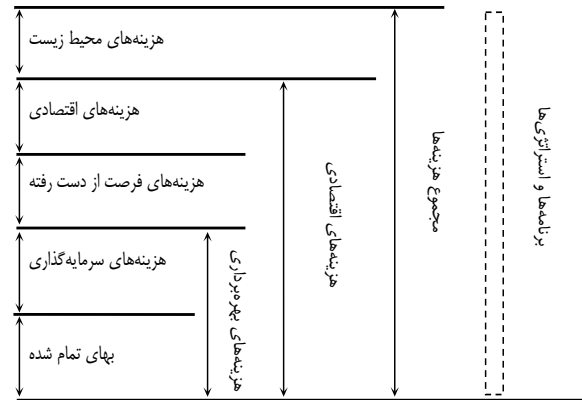 هزینه‌های محیط زیست
هزینه‌های اقتصادی
هزینه‌های فرصت از دست رفته
هزینه‌های سرمایه‌گذاری
بهای تمام شده
هزینه‌های بهره‌برداری
هزینه‌های اقتصادی
مجموع هزینه‌ها
برنامه‌ها و استراتژی‌ها